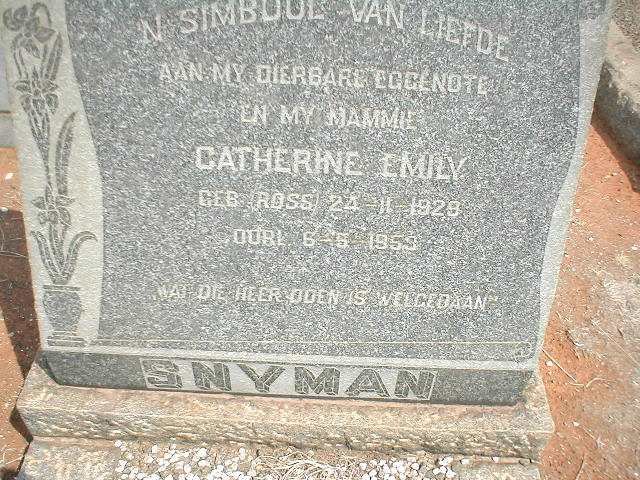 'N SIMBOOL VAN LIEFDE
AAN MY DIERBARE EGGENOTE
EN MY MAMMIE
CATHERINE EMILY
GEB (ROSS) 24-11-1928
OORL 6-6-1953
"WAT DIE HEER DOEN IS WELGEDAAN"
SNYMAN